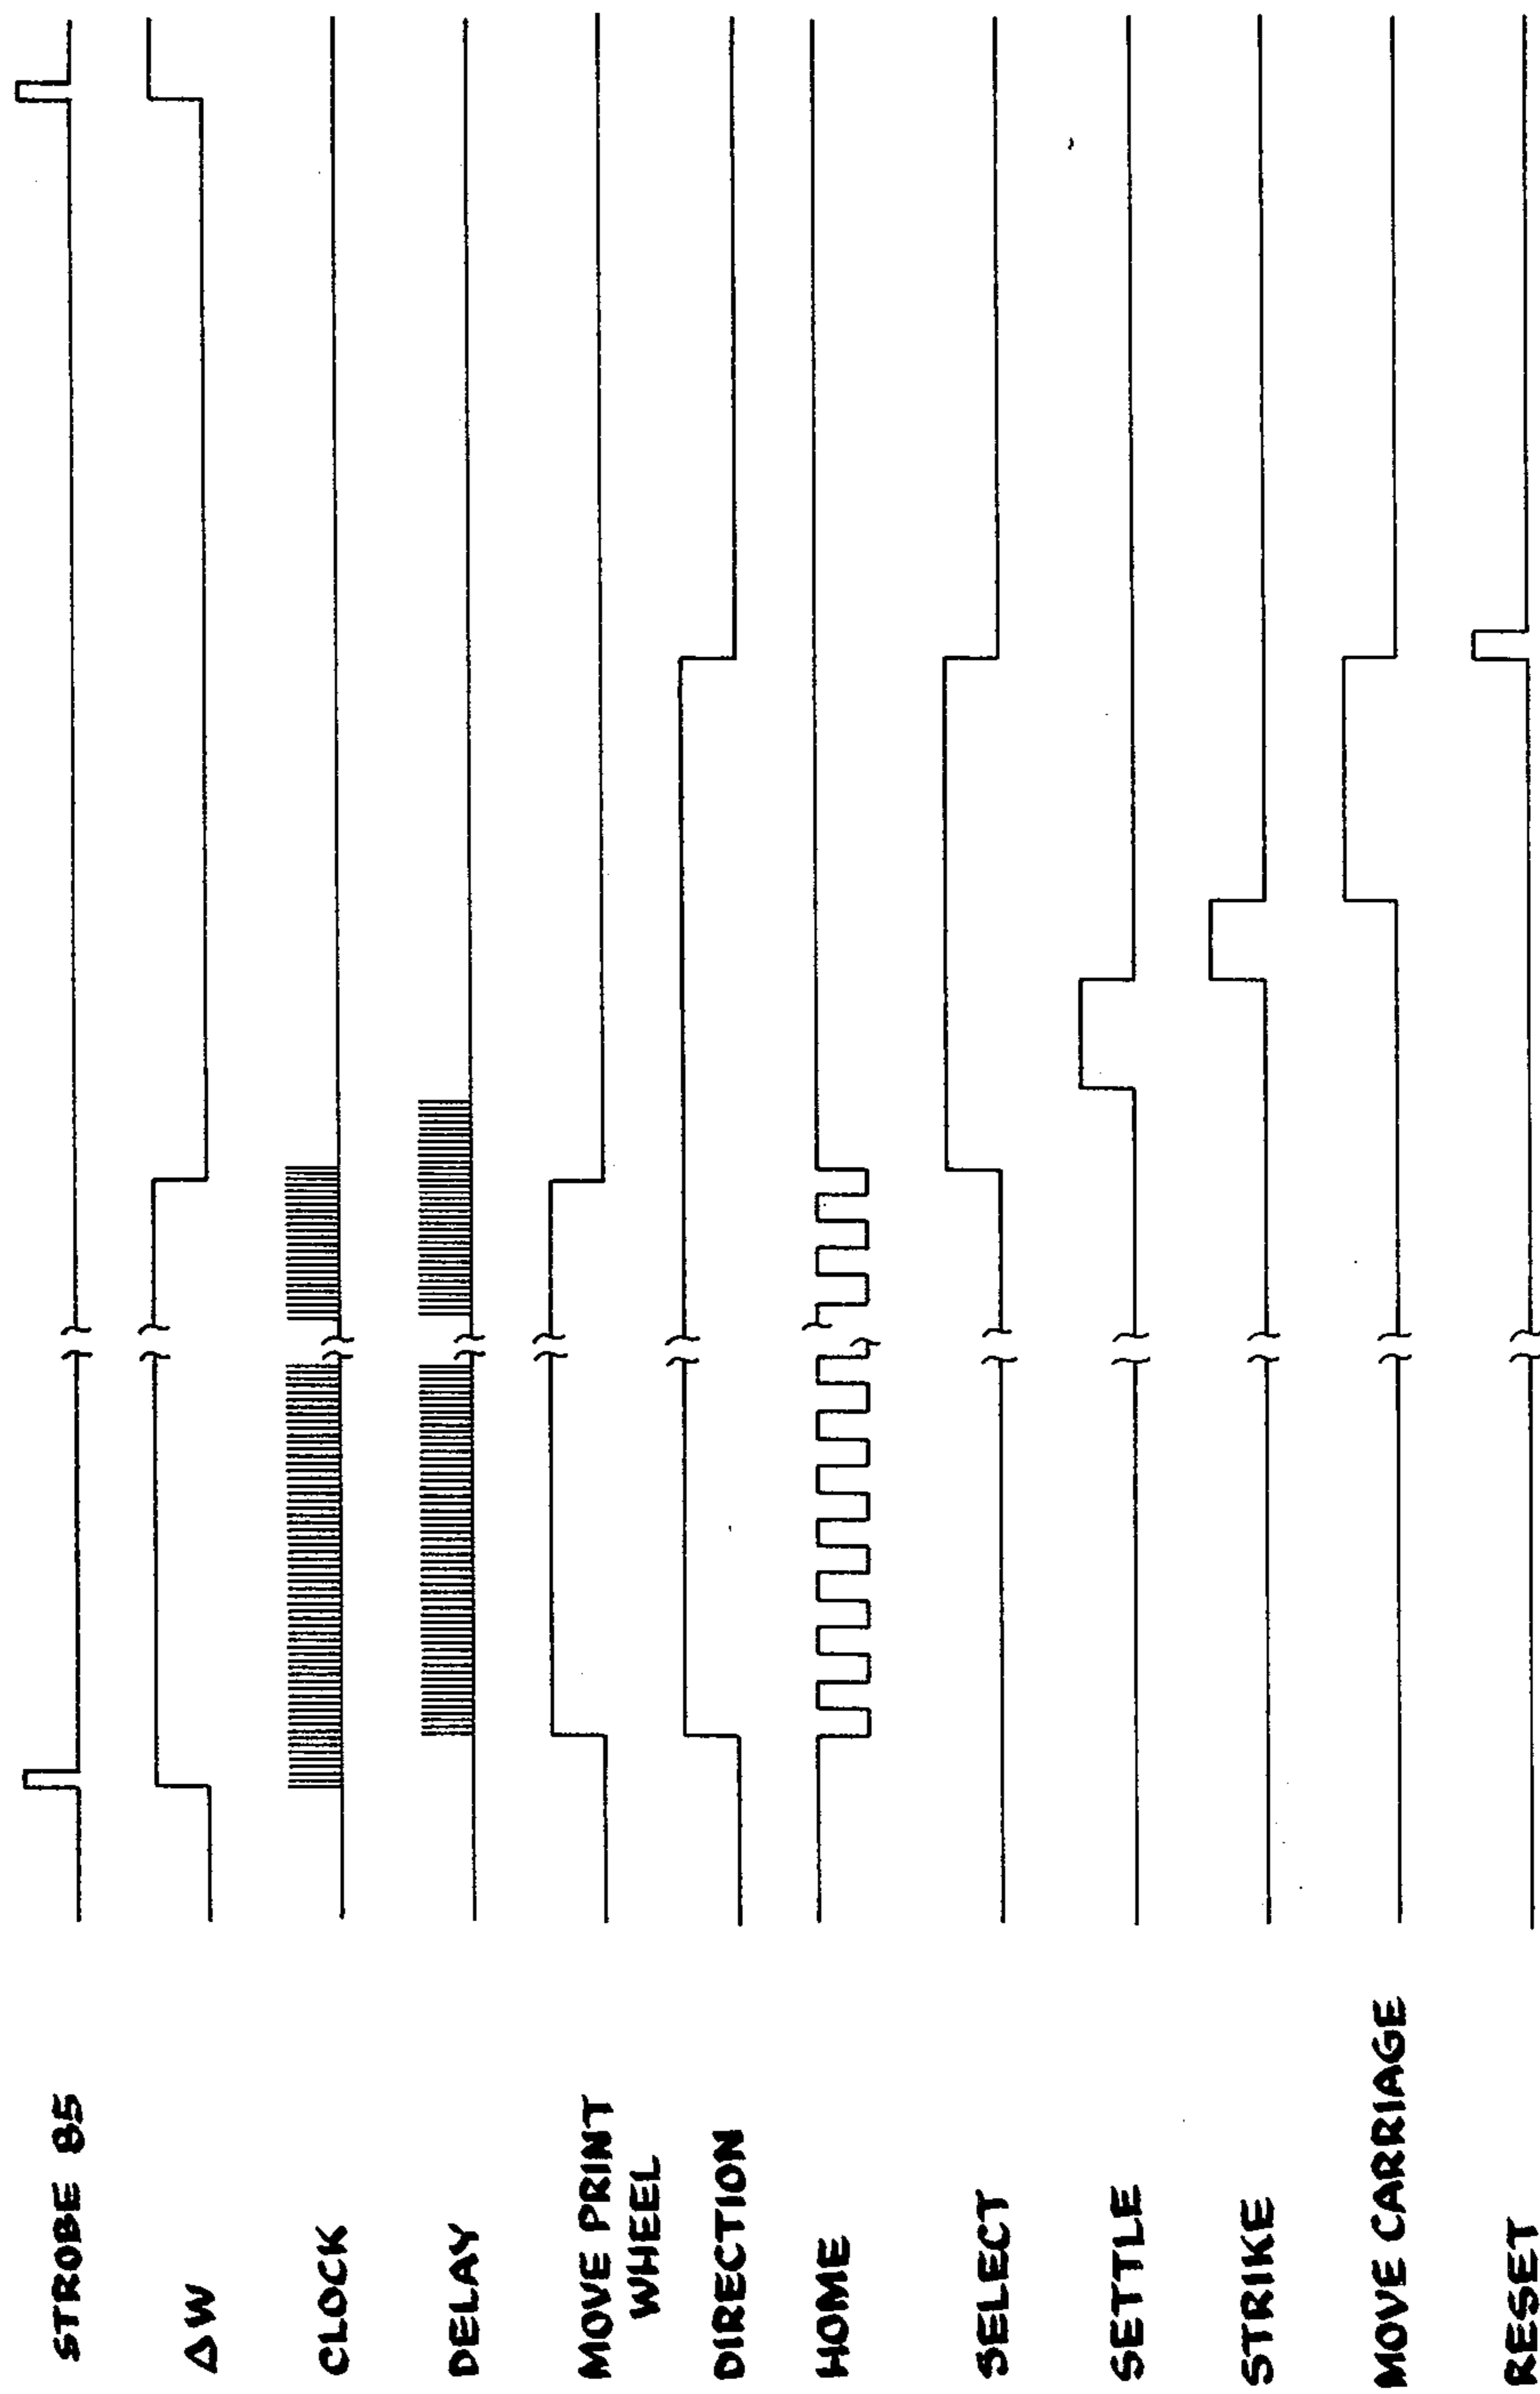 STROBE 85
ΔW
CLOCK
DELAY
MOVE PRINT
WHEEL
DIRECTION
HOME
SELECT
SETTLE
STRIKE
MOVE CARRIAGE
RESET